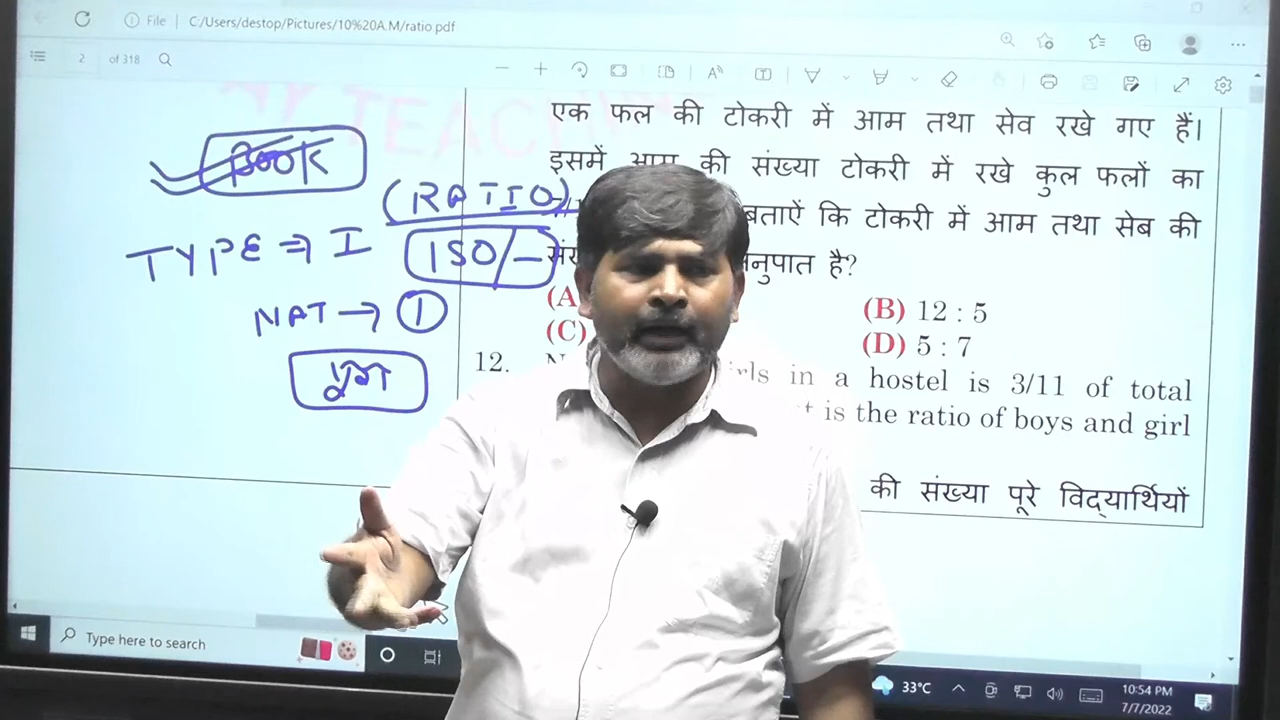 File C:/Users/destop/Pictures/10%20A.M/ratio.pdf
2 of 318
BOOK
(RATIO)
TYPE ⇒ I 150/-
NAT → 1
एक फल की टोकरी में आम तथा सेव रखे गए हैं।
इसमें आम की संख्या टोकरी में रखे कुल फलों का
बताऐं कि टोकरी में आम तथा सेब की
नुपात है?
(A
(B) 12 : 5
(C)
(D) 5 : 7
12. rls in a hostel is 3/11 of total
t is the ratio of boys and girl
की संख्या पूरे विद्यार्थियों
Type here to search
33°C
10:54 PM
7/7/2022